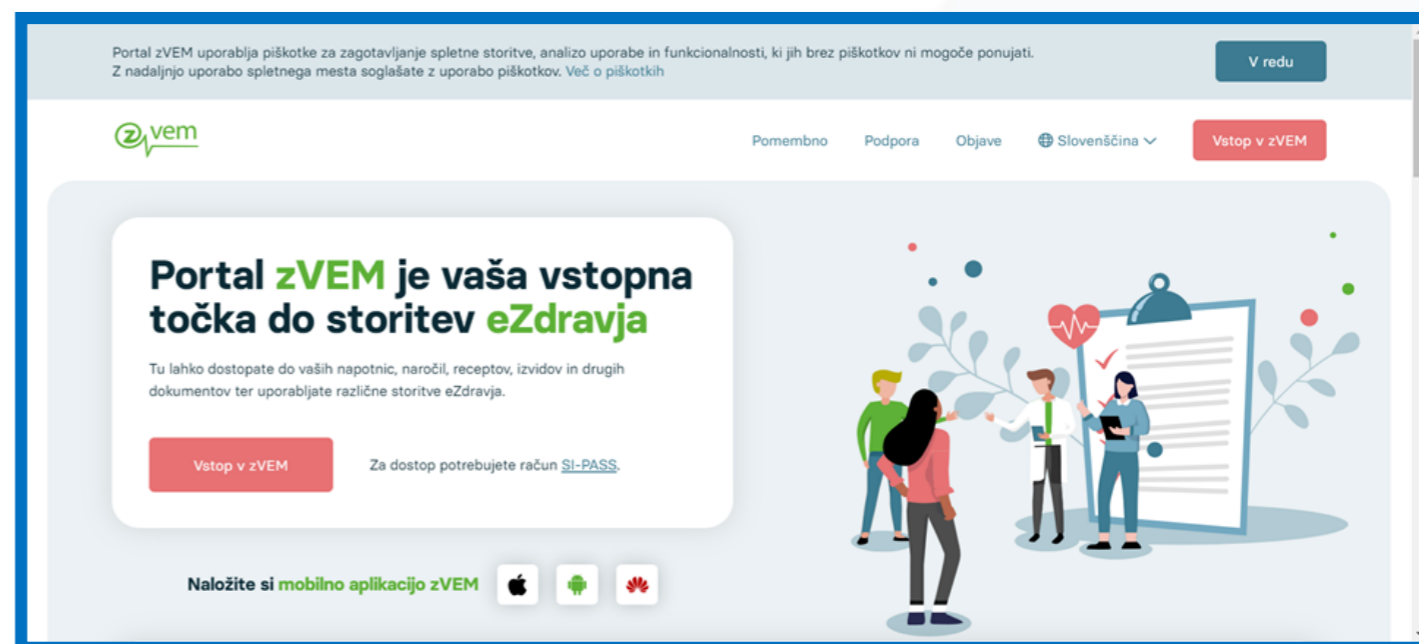 Portal zVEM uporablja piškotke za zagotavljanje spletne storitve, analizo uporabe in funkcionalnosti, ki jih brez piškotkov ni mogoče ponujati.
Z nadaljnjo uporabo spletnega mesta soglašate z uporabo piškotkov. Več o piškotkih
V redu
zvem
Pomembno Podpora Objave Slovenščina Vstop v zVEM
Portal zVEM je vaša vstopna
točka do storitev eZdravja
Tu lahko dostopate do vaših napotnic, naročil, receptov, izvidov in drugih
dokumentov ter uporabljate različne storitve eZdravja.
Vstop v zVEM Za dostop potrebujete račun SI-PASS.
Naložite si mobilno aplikacijo zVEM